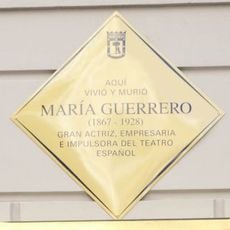 AQUÍ
VIVIÓ Y MURIÓ
MARÍA GUERRERO
(1867 - 1928)
GRAN ACTRIZ, EMPRESARIA
E IMPULSORA DEL TEATRO
ESPAÑOL